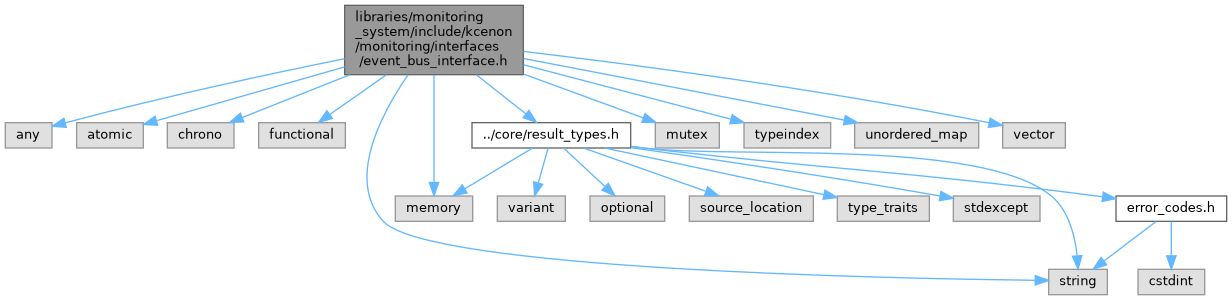 libraries/monitoring
_system/include/kcenon
/monitoring/interfaces
/event_bus_interface.h
any
atomic
chrono
functional
../core/result_types.h
mutex
typeindex
unordered_map
vector
memory
variant
optional
source_location
type_traits
stdexcept
error_codes.h
string
cstdint